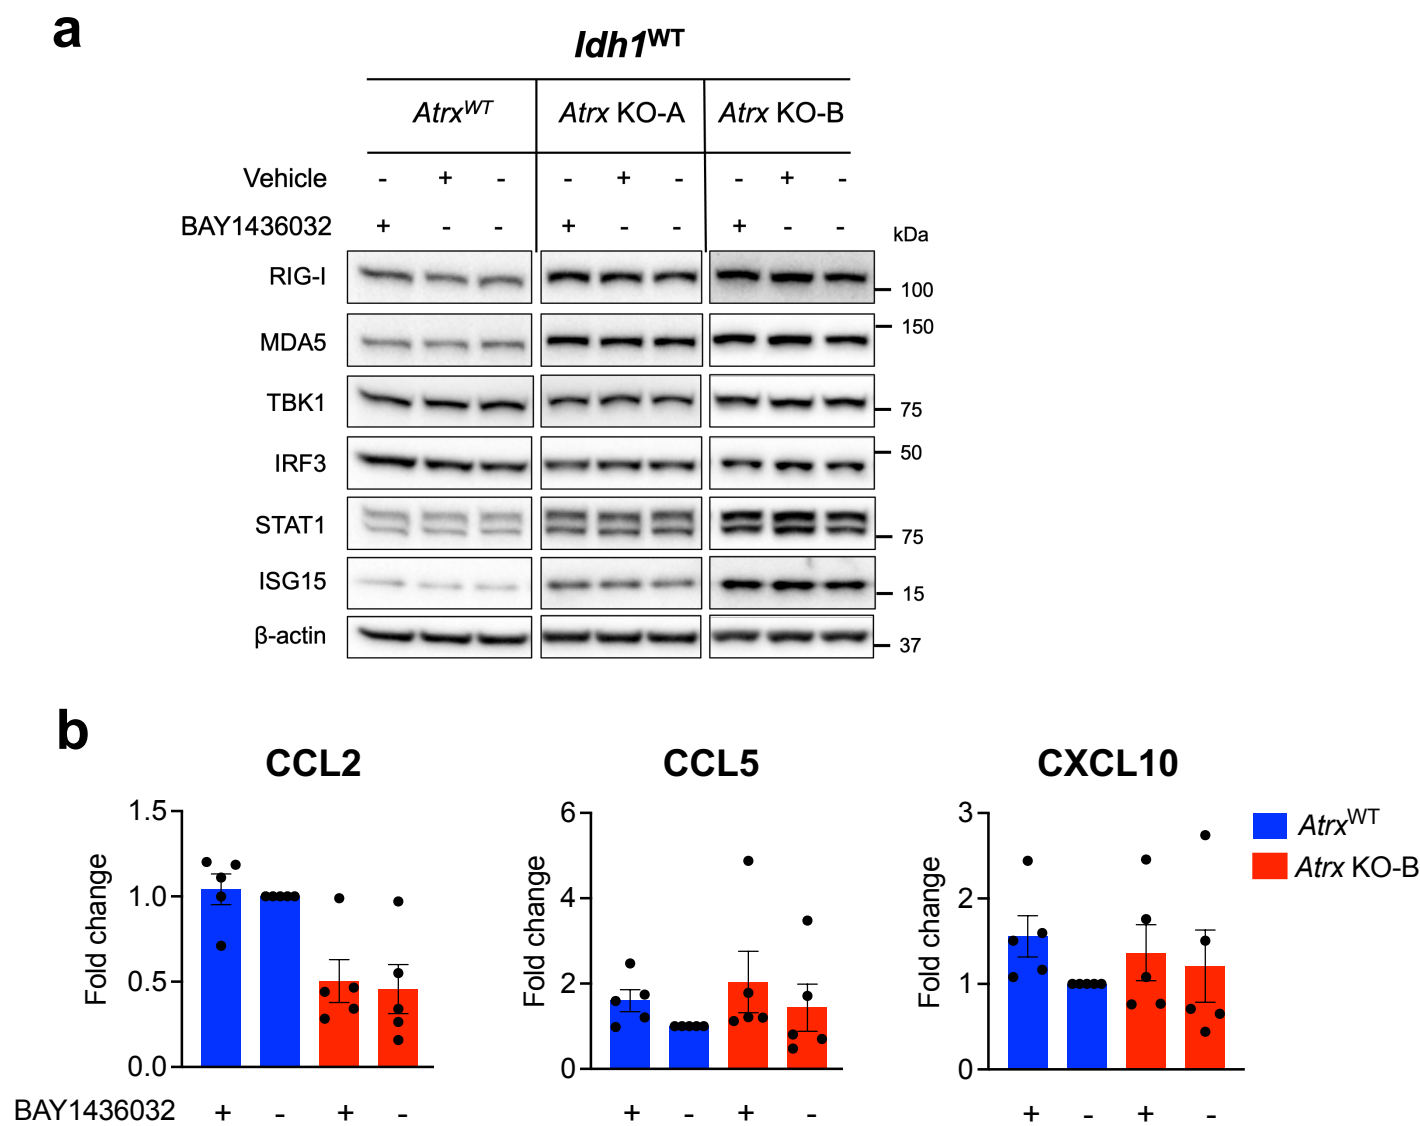 a
Idh1WT
AtrxWT Atrx KO-A Atrx KO-B
Vehicle - + - - + - - + -
BAY1436032 + - - + - - + - -
kDa
RIG-I 100
MDA5 150
TBK1 75
IRF3 50
STAT1 75
ISG15 15
β-actin 37
b
CCL2 CCL5 CXCL10
Fold change Fold change Fold change
1.5 6 3
1.0 4 2
0.5 2 1
0.0 0 0
AtrxWT
Atrx KO-B
BAY1436032 + - + - + - + - + - + -